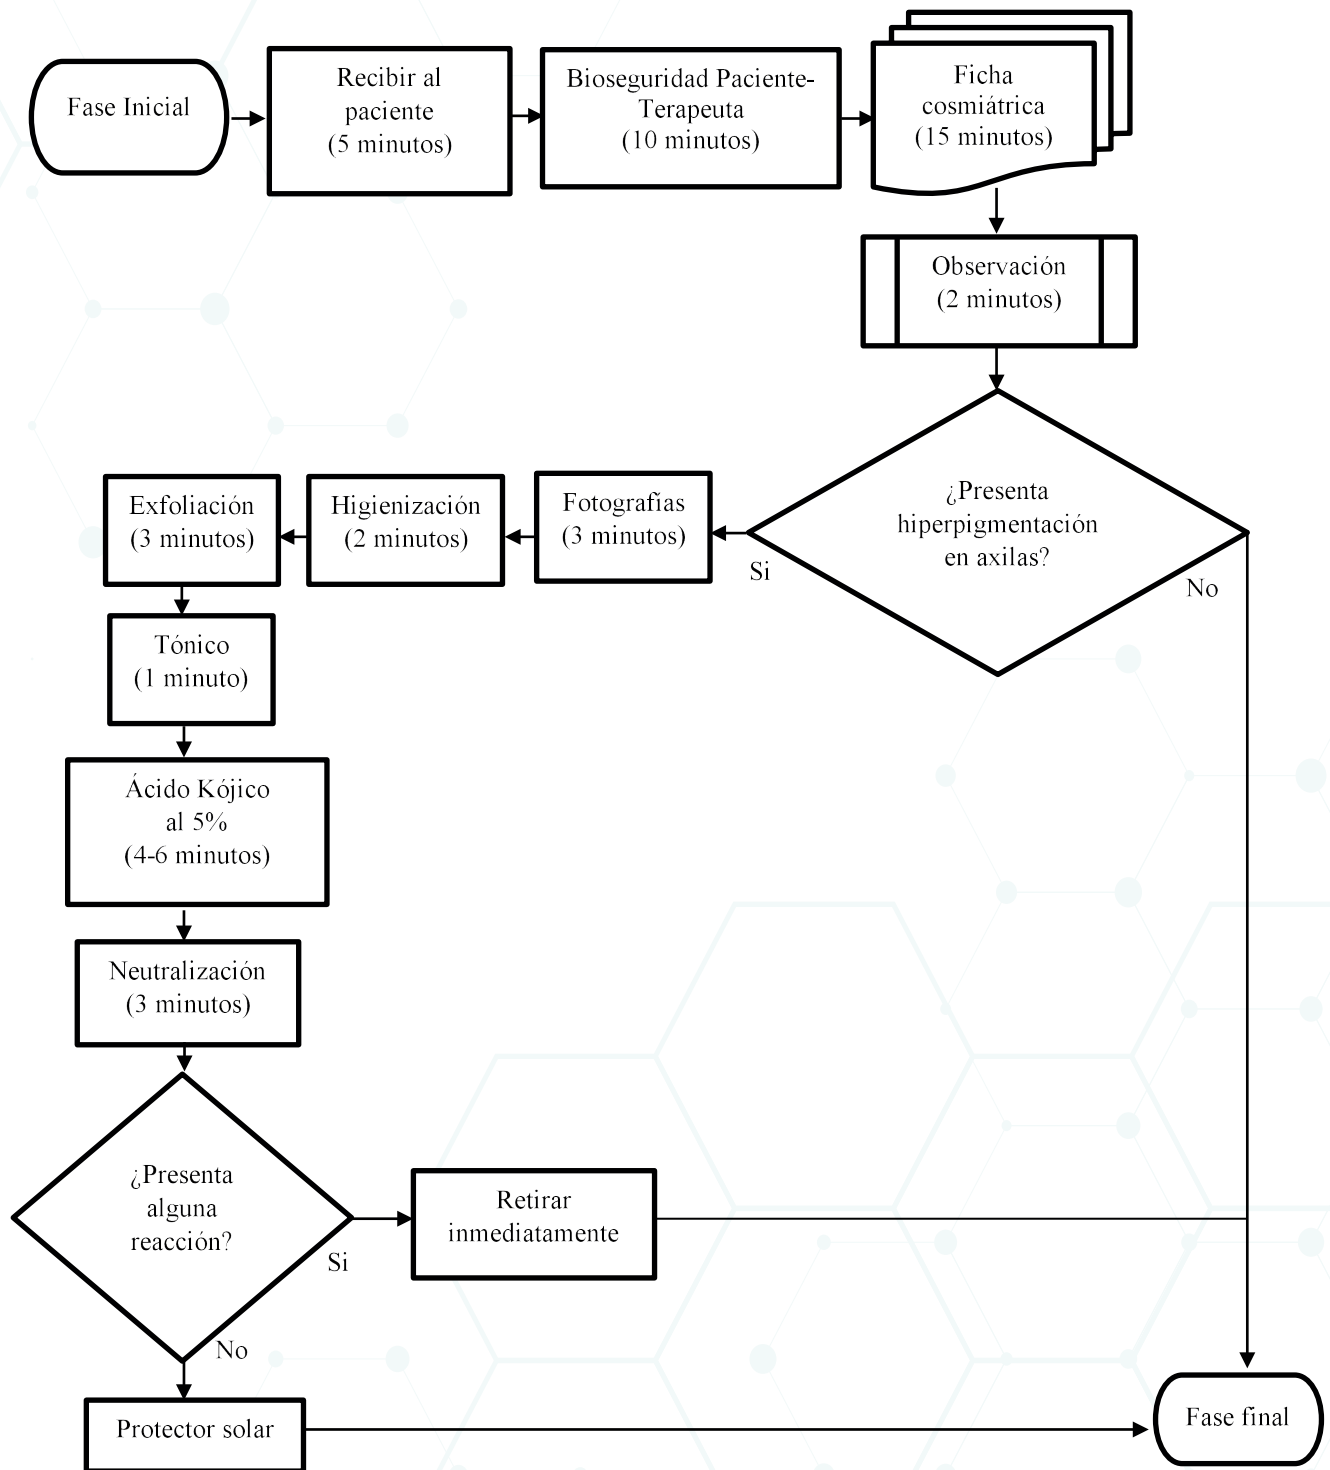 Fase Inicial
Recibir al
paciente
(5 minutos)
Bioseguridad Paciente-
Terapeuta
(10 minutos)
Ficha
cosmiátrica
(15 minutos)
Observación
(2 minutos)
¿Presenta
hiperpigmentación
en axilas?
Si
No
Fotografías
(3 minutos)
Higienización
(2 minutos)
Exfoliación
(3 minutos)
Tónico
(1 minuto)
Ácido Kójico
al 5%
(4-6 minutos)
Neutralización
(3 minutos)
¿Presenta
alguna
reacción?
Si
No
Retirar
inmediatamente
Protector solar
Fase final